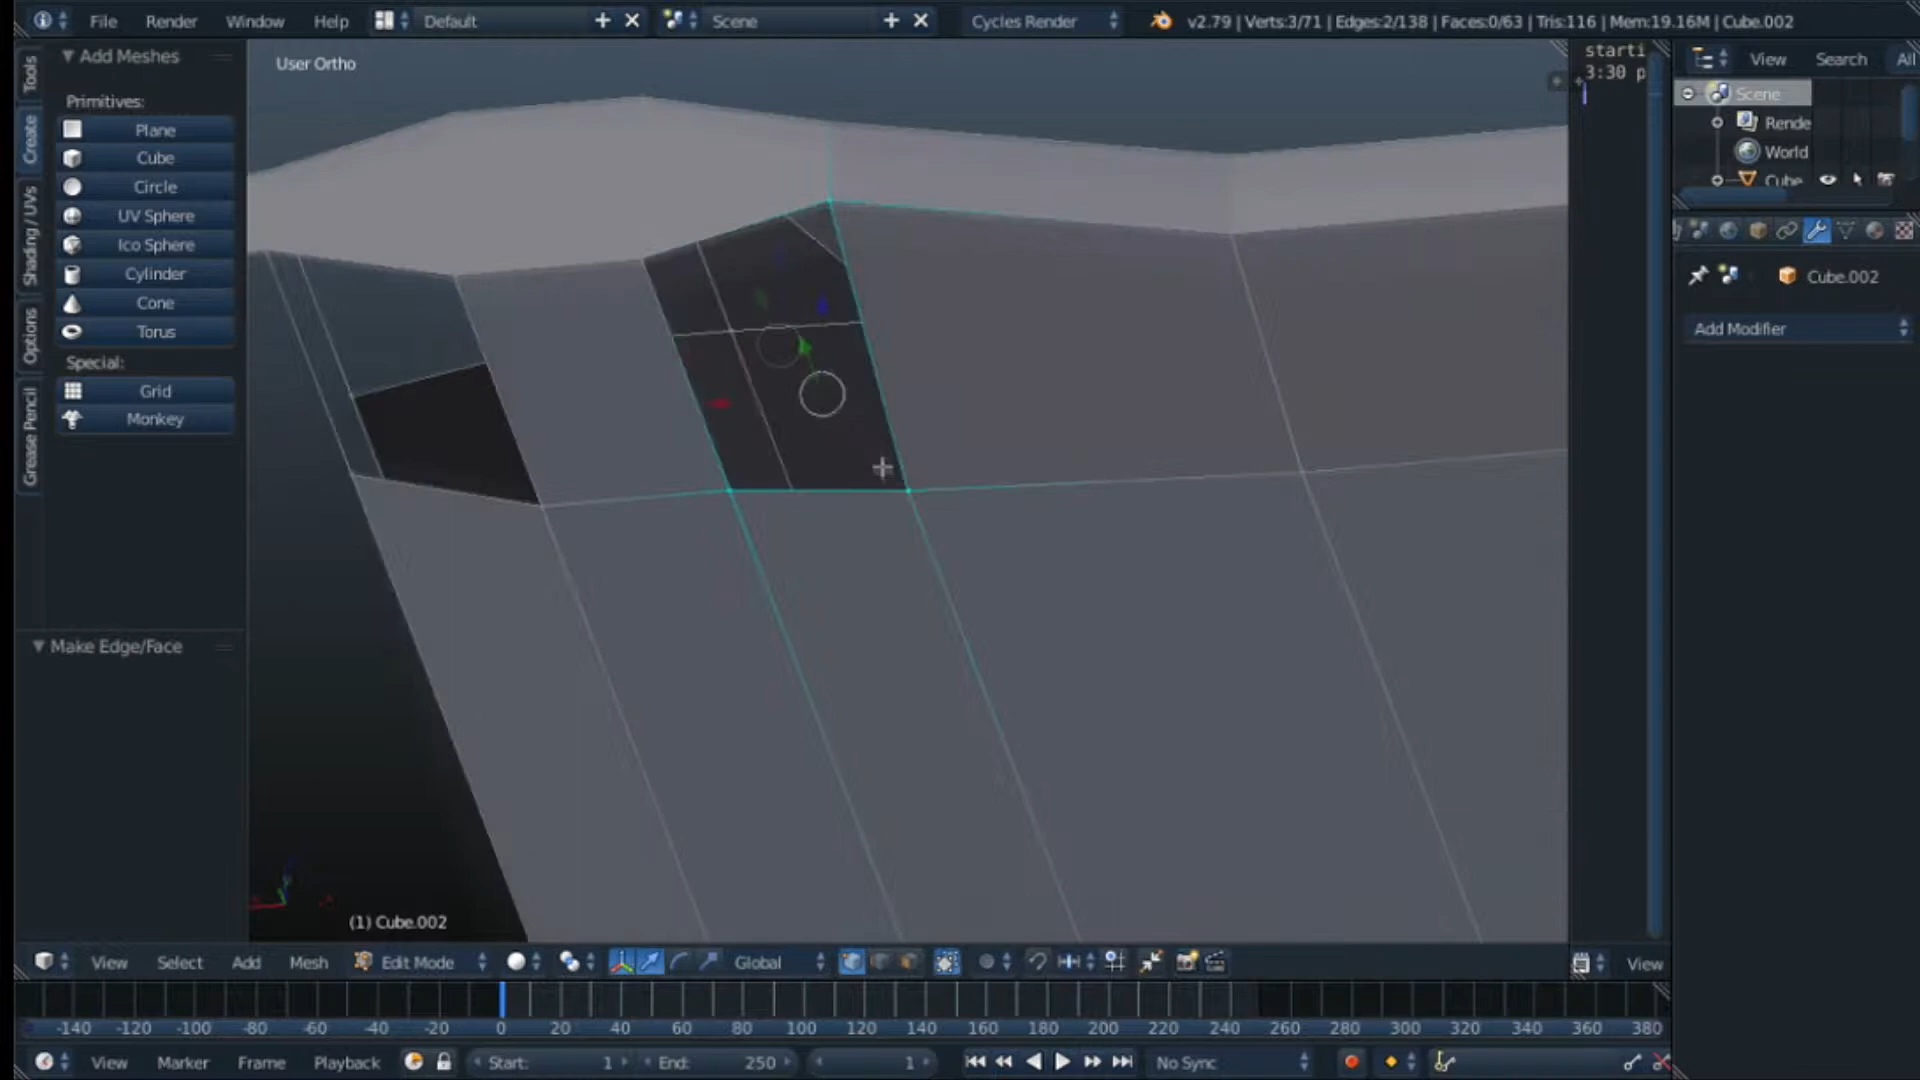 File Render Window Help Default Scene Cycles Render v2.79 | Verts:3/71 | Edges:2/138 | Faces:0/63 | Tris:116 | Mem:19.16M | Cube.002
Tools
Create
Shading / UVs
Options
Grease Pencil
Add Meshes
Primitives:
Plane
Cube
Circle
UV Sphere
Ico Sphere
Cylinder
Cone
Torus
Special:
Grid
Monkey
Make Edge/Face
User Ortho
(1) Cube.002
starti
3:30 p
View Search All
Scene
Rende
World
Cube
Cube.002
Add Modifier
View Select Add Mesh Edit Mode Global View
-140 -120 -100 -80 -60 -40 -20 0 20 40 60 80 100 120 140 160 180 200 220 240 260 280 300 320 340 360 380
View Marker Frame Playback Start: 1 End: 250 1 No Sync